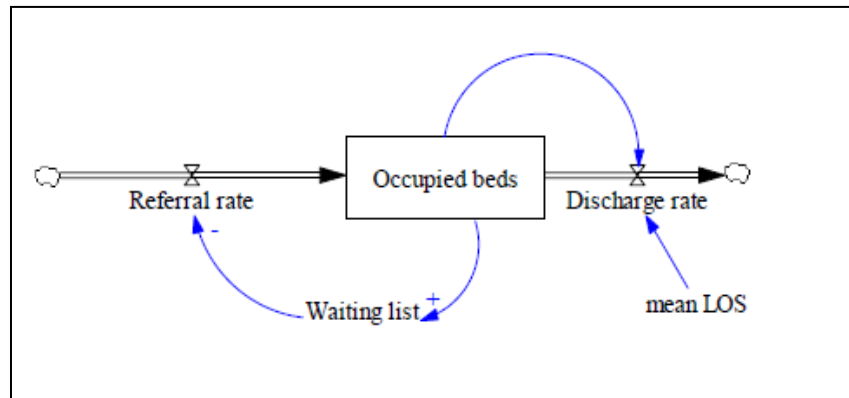 Occupied beds
Referral rate
Discharge rate
-
Waiting list
+
mean LOS